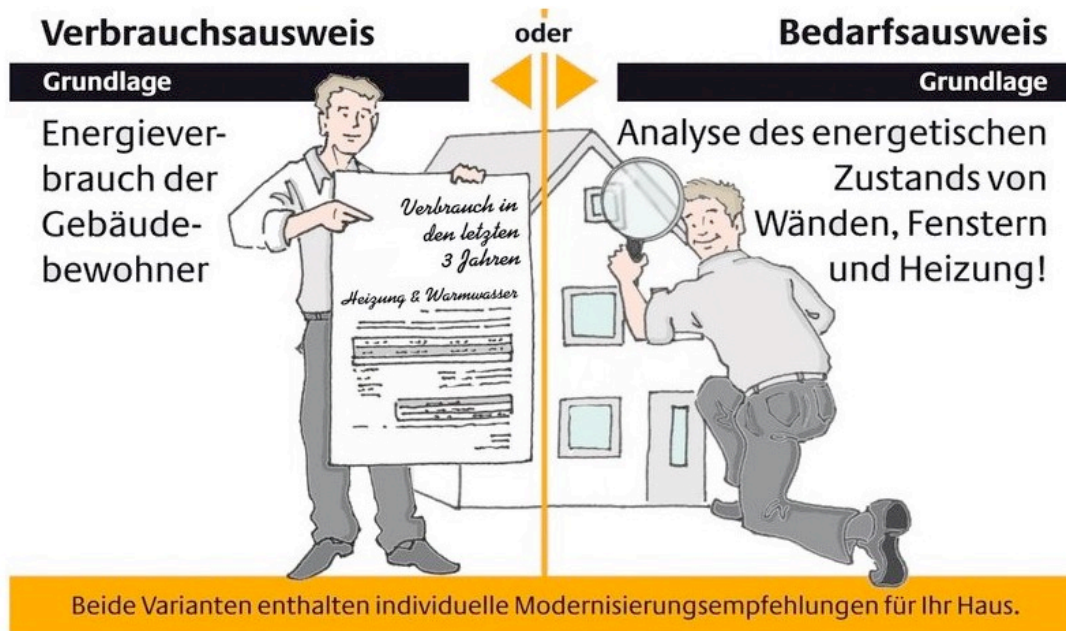 Verbrauchsausweis
oder
Bedarfsausweis
Grundlage
Grundlage
Energiever-
brauch der
Gebäude-
bewohner
Analyse des energetischen
Zustands von
Wänden, Fenstern
und Heizung!
Verbrauch in
den letzten
3 Jahren
Heizung & Warmwasser
Beide Varianten enthalten individuelle Modernisierungsempfehlungen für Ihr Haus.